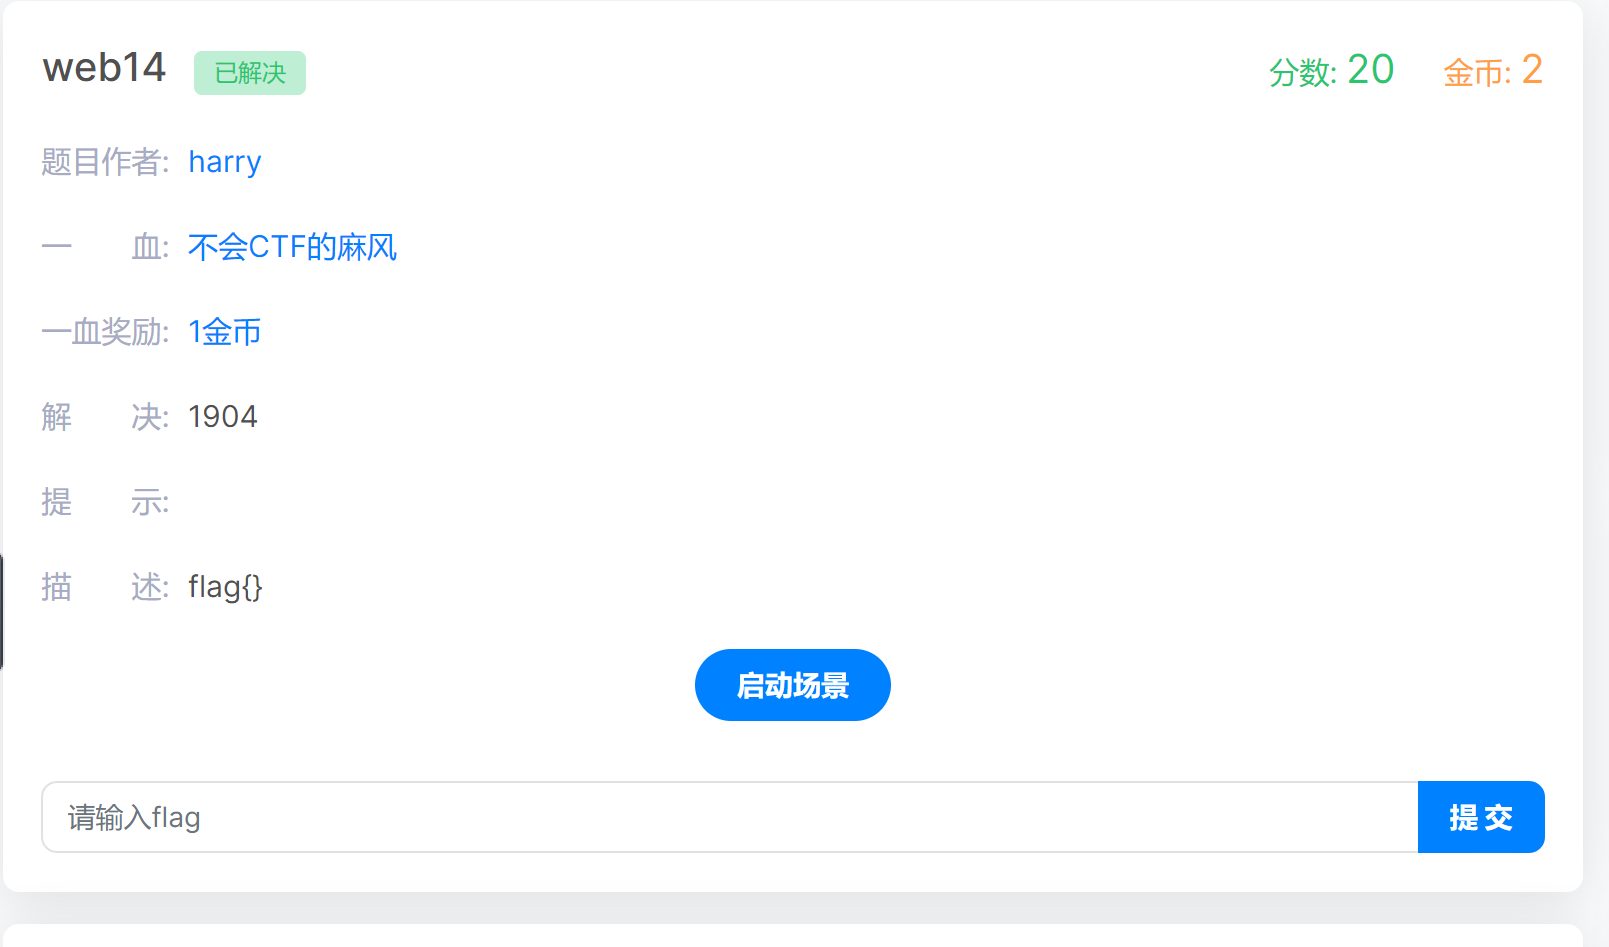 web14 已解决 分数: 20 金币: 2
题目作者: harry
一 血: 不会CTF的麻风
一血奖励: 1金币
解 决: 1904
提 示:
描 述: flag{}
启动场景
请输入flag 提 交